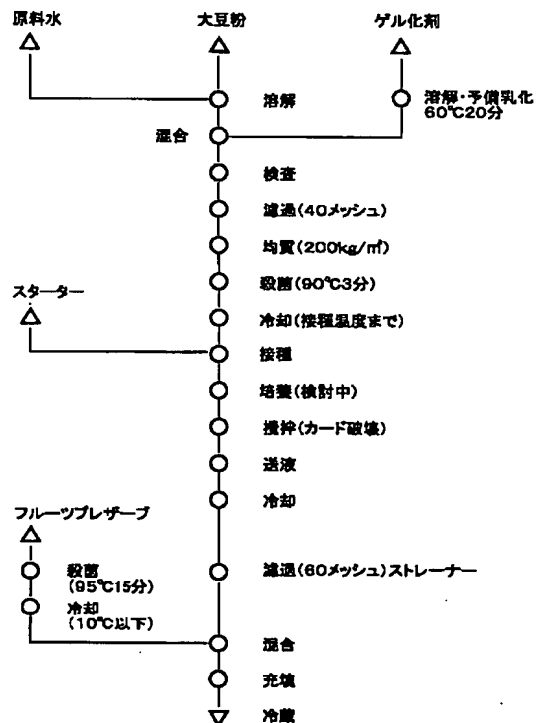 原料水
大豆粉
ゲル化剤
溶解
溶解・予備乳化
60℃20分
混合
検査
濾過(40メッシュ)
均質(200kg/㎡)
殺菌(90℃3分)
スターター
冷却(接種温度まで)
接種
培養(検討中)
攪拌(カード破壊)
送液
冷却
フルーツプレザーブ
殺菌
(95℃15分)
濾過(60メッシュ)ストレーナー
冷却
(10℃以下)
混合
充填
冷蔵